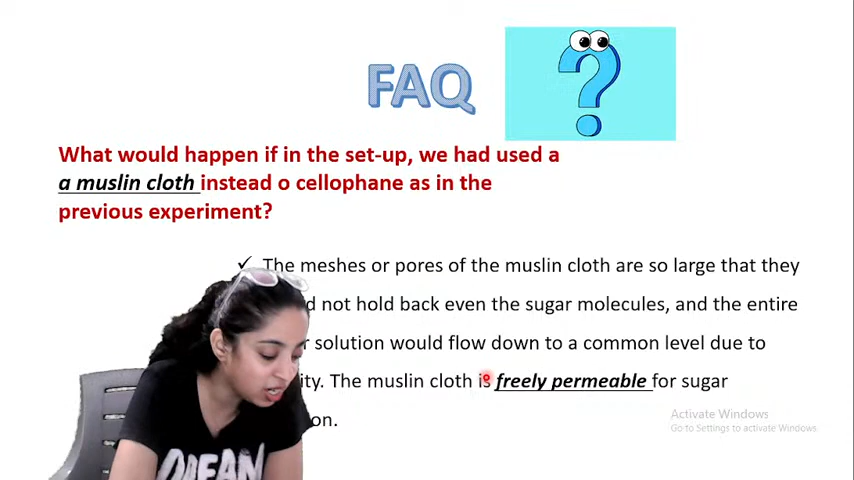 FAQ
What would happen if in the set-up, we had used a
a muslin cloth instead o cellophane as in the
previous experiment?
✓ The meshes or pores of the muslin cloth are so large that they
not hold back even the sugar molecules, and the entire
solution would flow down to a common level due to
The muslin cloth is freely permeable for sugar
Activate Windows
Go to Settings to activate Windows.
DREAM